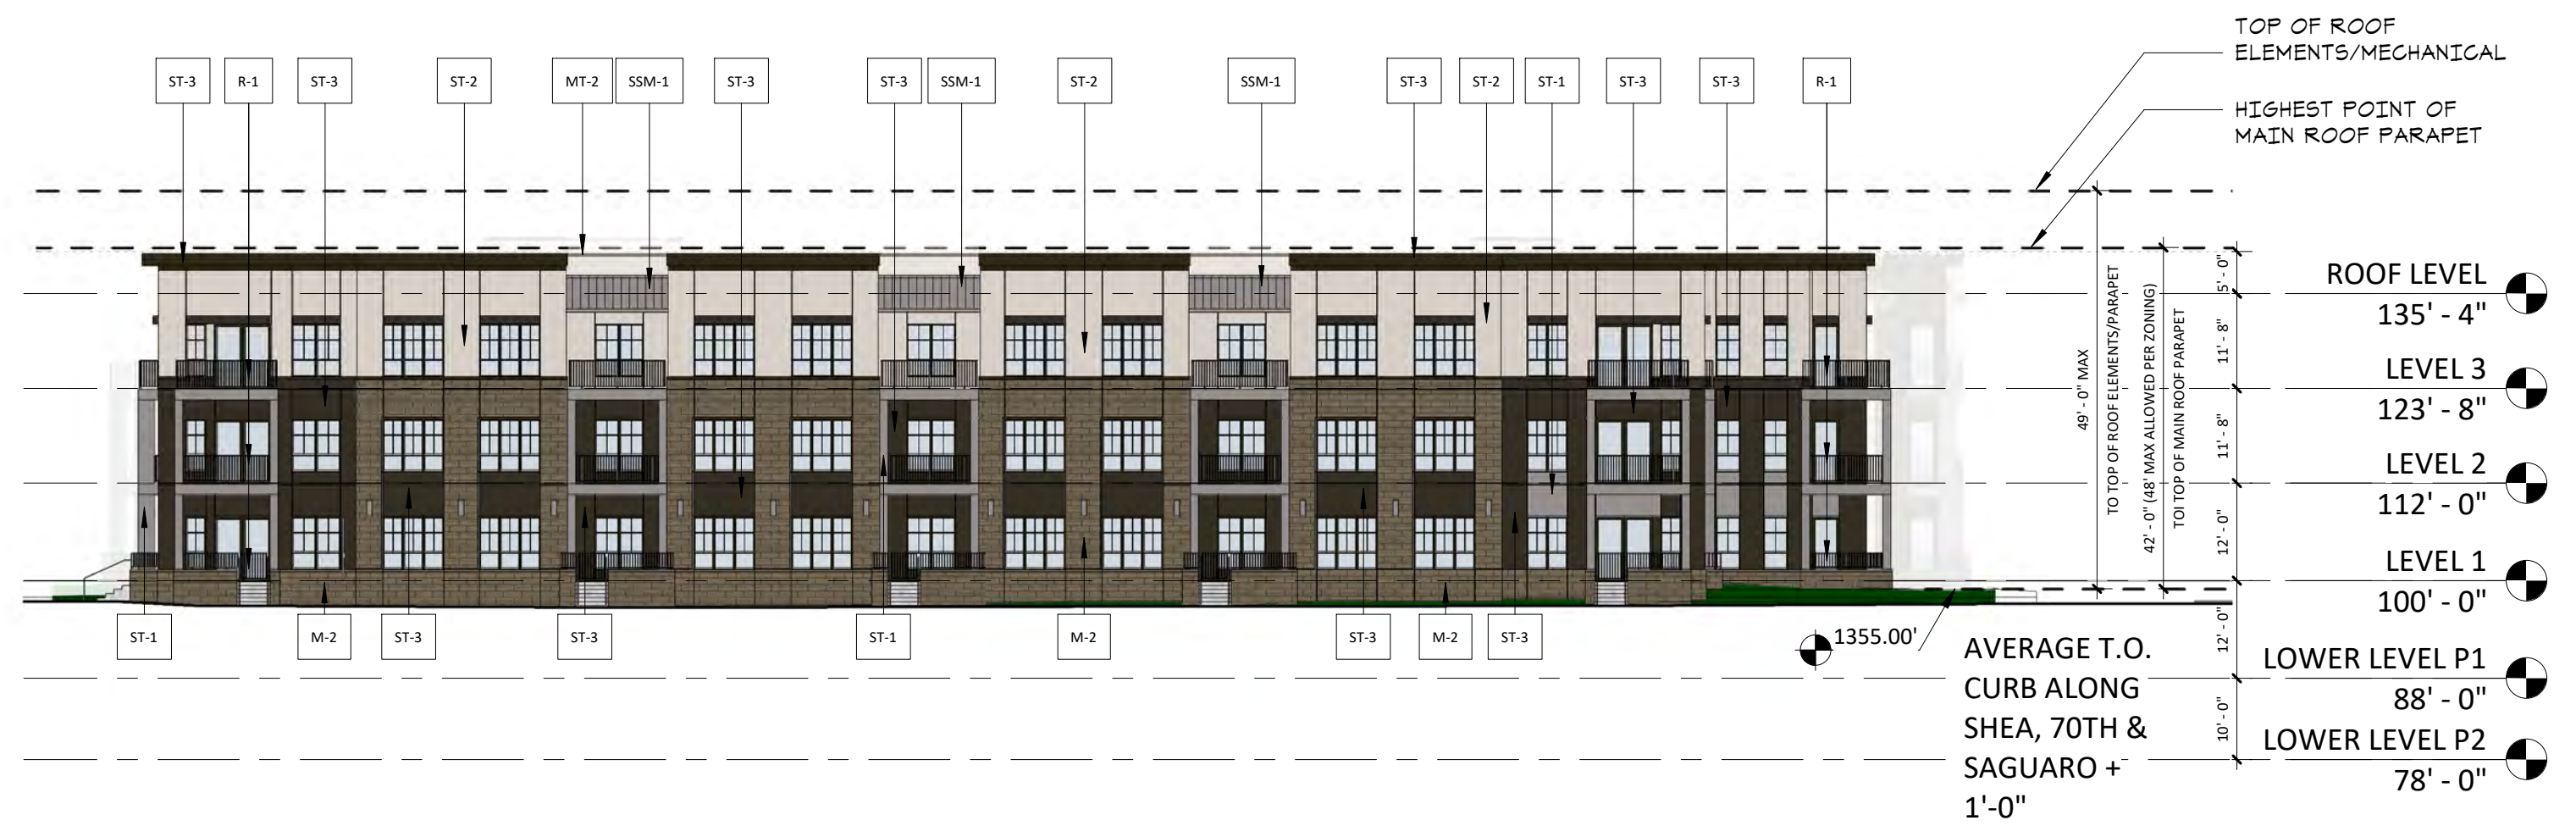 TOP OF ROOF
ELEMENTS/MECHANICAL
HIGHEST POINT OF
MAIN ROOF PARAPET
ST-3
R-1
ST-3
ST-2
MT-2
SSM-1
ST-3
ST-3
SSM-1
ST-2
SSM-1
ST-3
ST-2
ST-1
ST-3
ST-3
R-1
49' - 0" MAX
TO TOP OF ROOF ELEMENTS/PARAPET
42' - 0" (48' MAX ALLOWED PER ZONING)
TOI TOP OF MAIN ROOF PARAPET
5' - 0"
11' - 8"
11' - 8"
12' - 0"
12' - 0"
10' - 0"
ROOF LEVEL
135' - 4"
LEVEL 3
123' - 8"
LEVEL 2
112' - 0"
LEVEL 1
100' - 0"
LOWER LEVEL P1
88' - 0"
LOWER LEVEL P2
78' - 0"
ST-1
M-2
ST-3
ST-3
ST-1
M-2
ST-3
M-2
ST-3
1355.00'
AVERAGE T.O.
CURB ALONG
SHEA, 70TH &
SAGUARO +
1'-0"